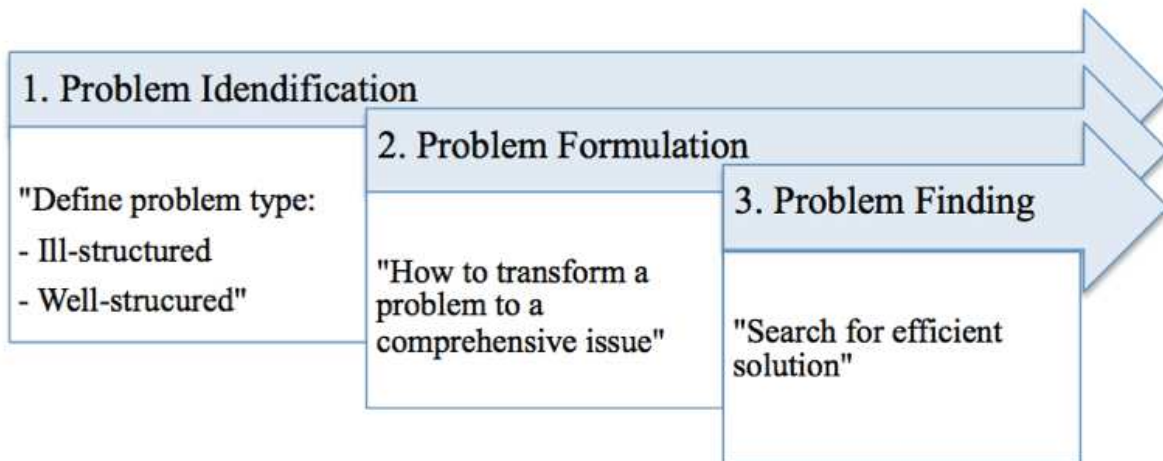 1. Problem Idendification
"Define problem type:
- Ill-structured
- Well-strucured"
2. Problem Formulation
"How to transform a
problem to a
comprehensive issue"
3. Problem Finding
"Search for efficient
solution"